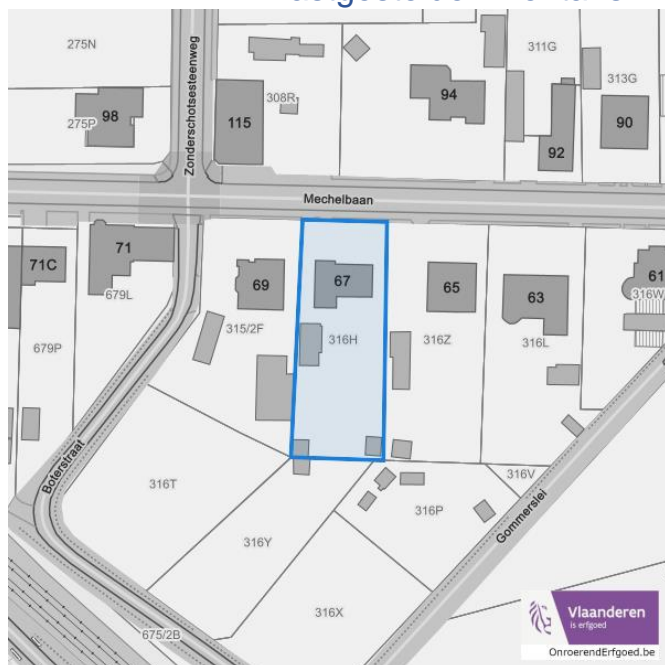 275N
311G
313G
98
275P
Zonderschotsesteenweg
115
308R
94
92
90
Mechelbaan
71C
71
679L
679P
69
315/2F
67
316H
65
316Z
63
316L
61
316W
Boterstraat
316T
316Y
316P
316V
Gommerslei
316X
675/2B
Vlaanderen
is erfgoed
OnroerendErfgoed.be